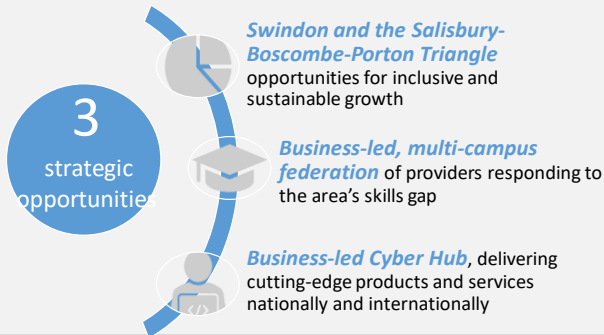 3
strategic
opportunities
Swindon and the Salisbury-
Boscombe-Porton Triangle
opportunities for inclusive and
sustainable growth
Business-led, multi-campus
federation of providers responding to
the area's skills gap
Business-led Cyber Hub, delivering
cutting-edge products and services
nationally and internationally